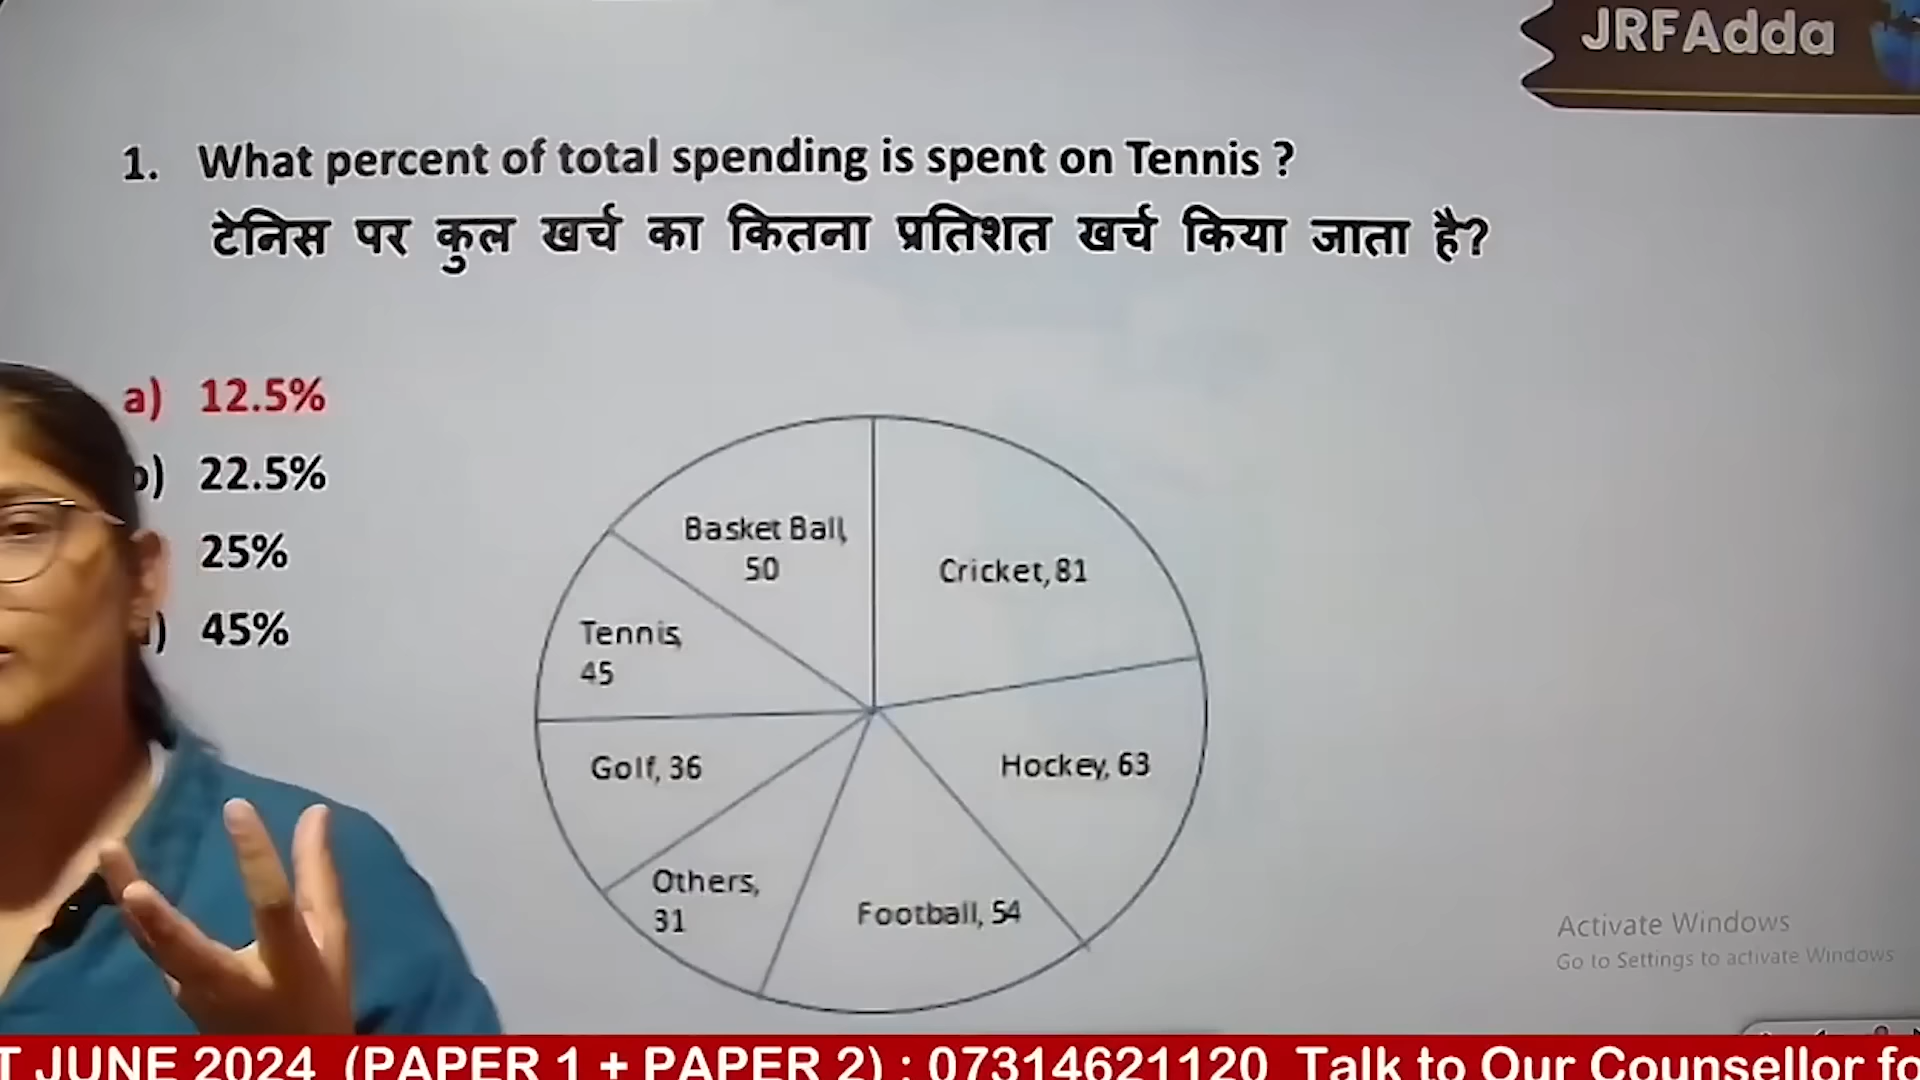 JRFAdda
1. What percent of total spending is spent on Tennis ?
टेनिस पर कुल खर्च का कितना प्रतिशत खर्च किया जाता है?
a) 12.5%
b) 22.5%
25%
d) 45%
Basket Ball,
50
Cricket, 81
Tennis,
45
Golf, 36
Hockey, 63
Others,
31
Football, 54
Activate Windows
Go to Settings to activate Windows
T JUNE 2024 (PAPER 1 + PAPER 2) : 07314621120 Talk to Our Counsellor fo